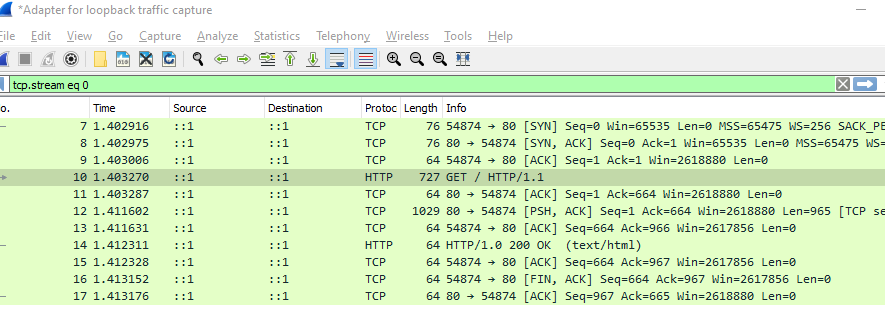 *Adapter for loopback traffic capture
File Edit View Go Capture Analyze Statistics Telephony Wireless Tools Help
tcp.stream eq 0
o. Time Source Destination Protoc Length Info
7 1.402916 ::1 ::1 TCP 76 54874 → 80 [SYN] Seq=0 Win=65535 Len=0 MSS=65475 WS=256 SACK_PE
8 1.402975 ::1 ::1 TCP 76 80 → 54874 [SYN, ACK] Seq=0 Ack=1 Win=65535 Len=0 MSS=65475 WS=
9 1.403006 ::1 ::1 TCP 64 54874 → 80 [ACK] Seq=1 Ack=1 Win=2618880 Len=0
10 1.403270 ::1 ::1 HTTP 727 GET / HTTP/1.1
11 1.403287 ::1 ::1 TCP 64 80 → 54874 [ACK] Seq=1 Ack=664 Win=2618880 Len=0
12 1.411602 ::1 ::1 TCP 1029 80 → 54874 [PSH, ACK] Seq=1 Ack=664 Win=2618880 Len=965 [TCP se
13 1.411631 ::1 ::1 TCP 64 54874 → 80 [ACK] Seq=664 Ack=966 Win=2617856 Len=0
14 1.412311 ::1 ::1 HTTP 64 HTTP/1.0 200 OK (text/html)
15 1.412328 ::1 ::1 TCP 64 54874 → 80 [ACK] Seq=664 Ack=967 Win=2617856 Len=0
16 1.413152 ::1 ::1 TCP 64 54874 → 80 [FIN, ACK] Seq=664 Ack=967 Win=2617856 Len=0
17 1.413176 ::1 ::1 TCP 64 80 → 54874 [ACK] Seq=967 Ack=665 Win=2618880 Len=0